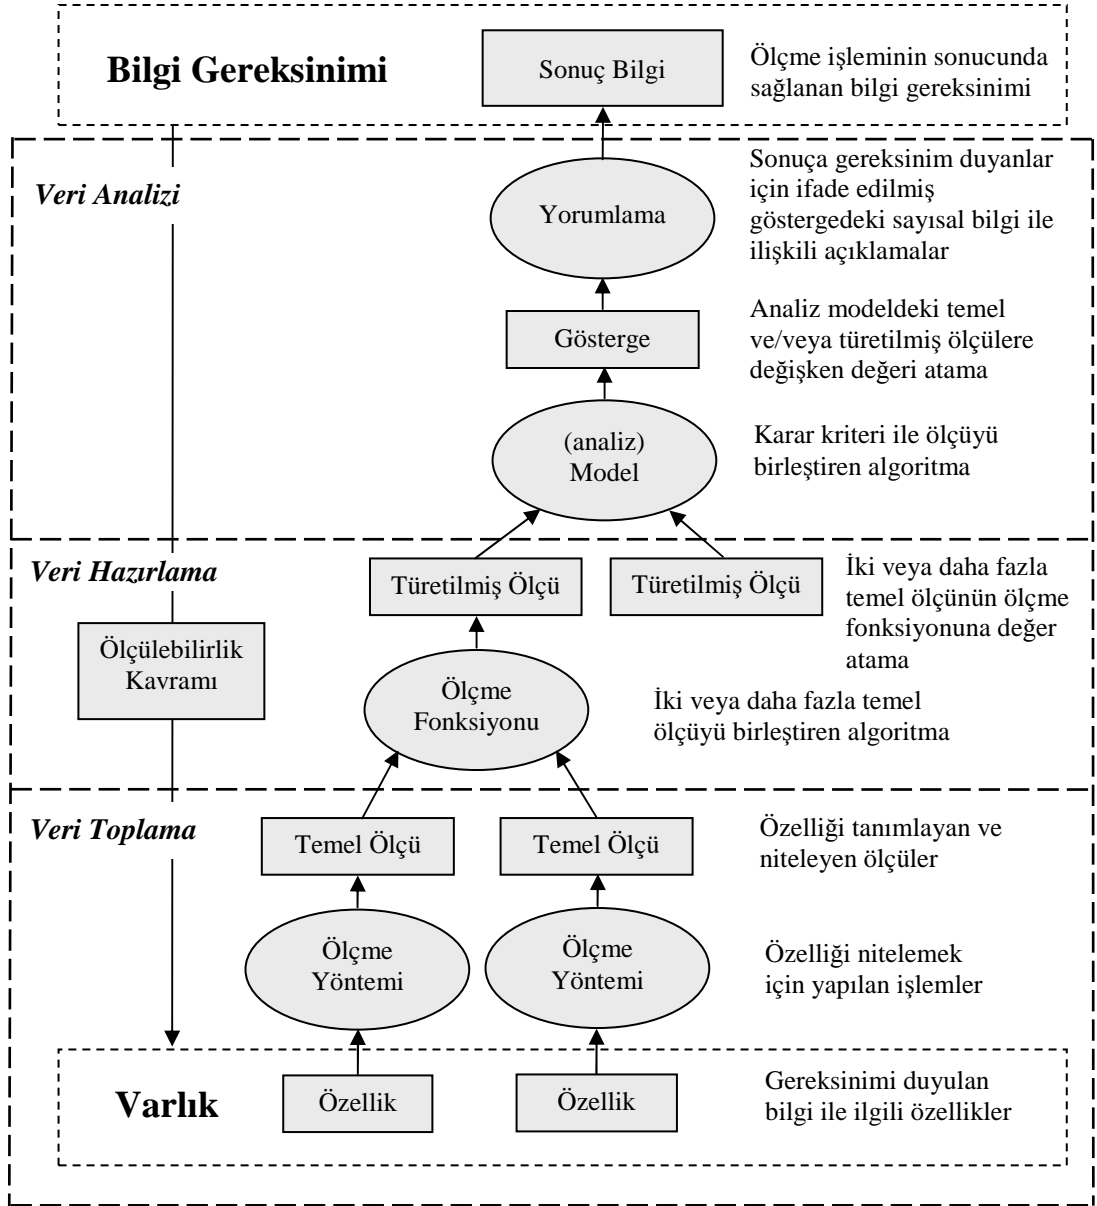 Bilgi Gereksinimi
Sonuç Bilgi
Ölçme işleminin sonucunda
sağlanan bilgi gereksinimi
Veri Analizi
Yorumlama
Sonuça gereksinim duyanlar
için ifade edilmiş
göstergedeki sayısal bilgi ile
ilişkili açıklamalar
Gösterge
Analiz modeldeki temel
ve/veya türetilmiş ölçülere
değişken değeri atama
(analiz)
Model
Karar kriteri ile ölçüyü
birleştiren algoritma
Veri Hazırlama
Türetilmiş Ölçü
Türetilmiş Ölçü
İki veya daha fazla
temel ölçünün ölçme
fonksiyonuna değer
atama
Ölçülebilirlik
Kavramı
Ölçme
Fonksiyonu
İki veya daha fazla temel
ölçüyü birleştiren algoritma
Veri Toplama
Temel Ölçü
Temel Ölçü
Özelliği tanımlayan ve
niteleyen ölçüler
Ölçme
Yöntemi
Ölçme
Yöntemi
Özelliği nitelemek
için yapılan işlemler
Varlık
Özellik
Özellik
Gereksinimi duyulan
bilgi ile ilgili özellikler